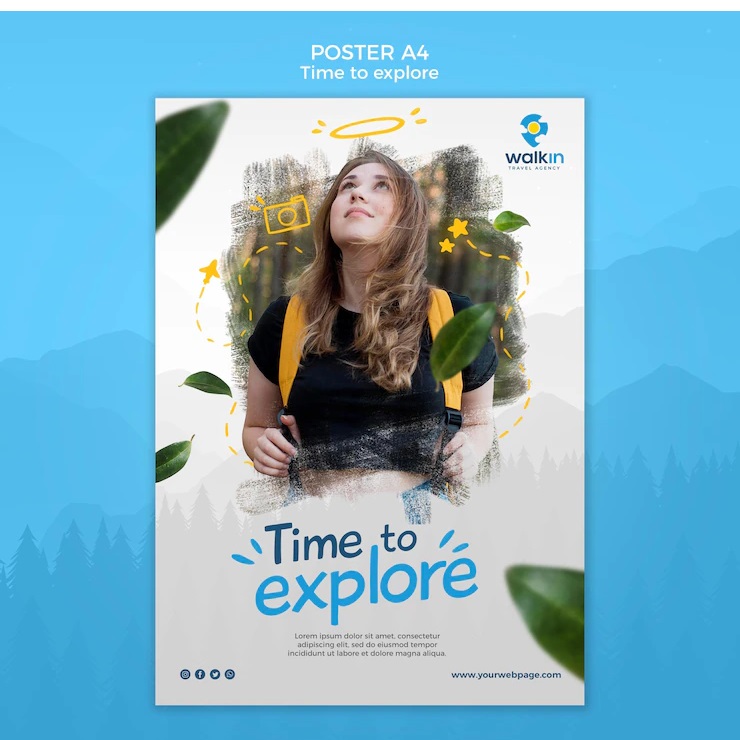 POSTER A4
Time to explore
walkin
TRAVEL AGENCY
Time to
explore
Lorem ipsum dolor sit amet, consectetur
adipiscing elit, sed do eiusmod tempor
incididunt ut labore et dolore magna aliqua.
www.yourwebpage.com